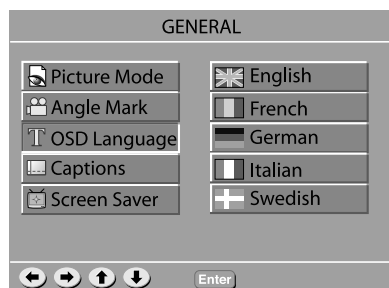 GENERAL
Picture Mode
Angle Mark
T OSD Language
Captions
Screen Saver
English
French
German
Italian
Swedish
Enter